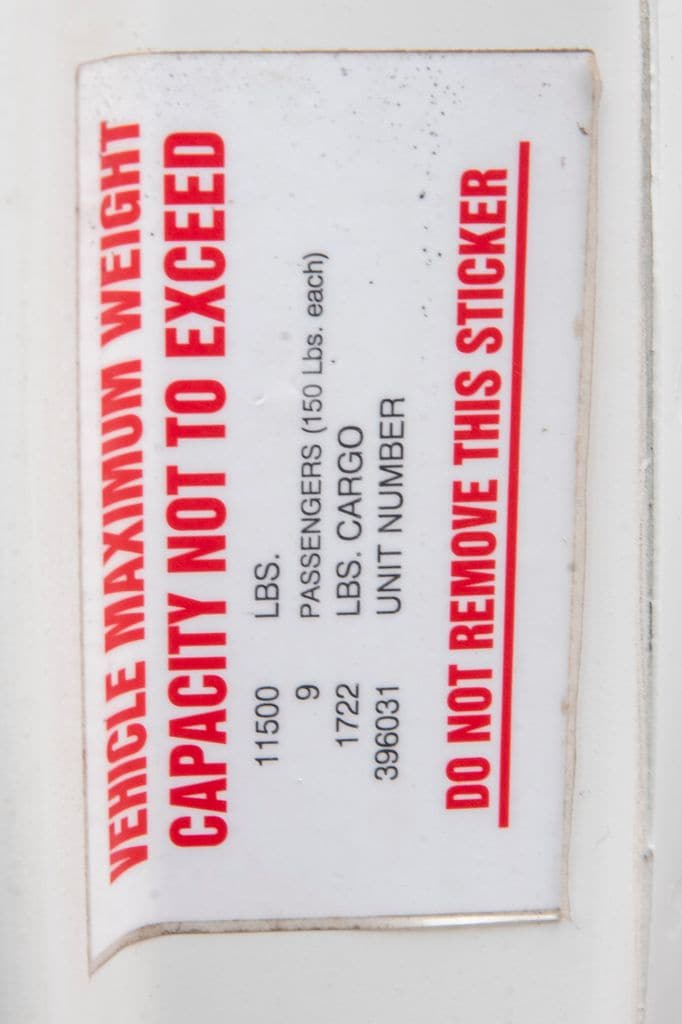 VEHICLE MAXIMUM WEIGHT
CAPACITY NOT TO EXCEED
11500 LBS.
9 PASSENGERS (150 Lbs. each)
1722 LBS. CARGO
396031 UNIT NUMBER
DO NOT REMOVE THIS STICKER